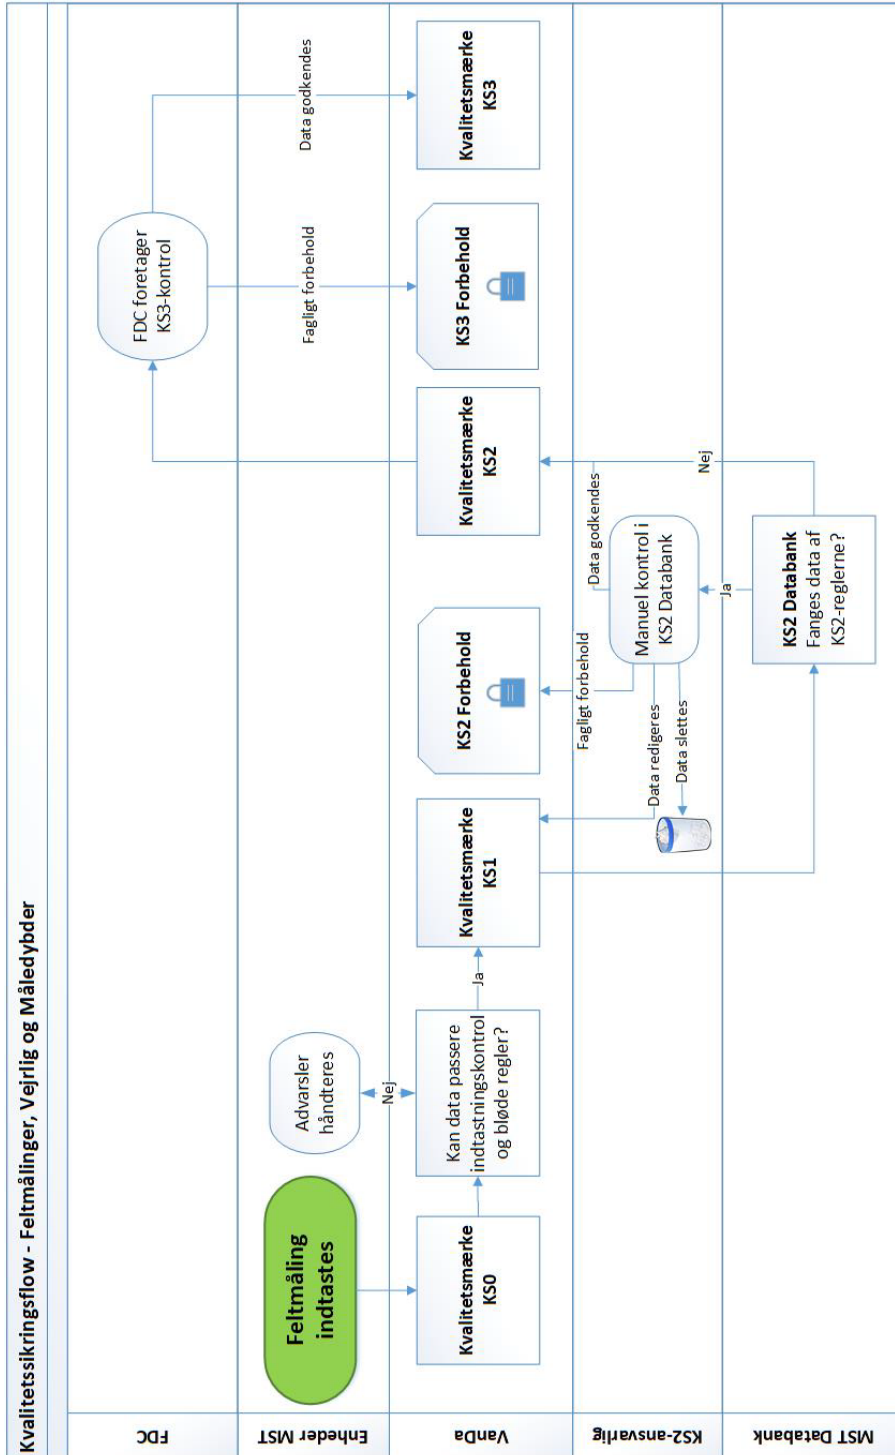 Kvalitetssikringsflow - Feltmålinger, Vejrlig og Måledybder
FDC
FDC foretager
KS3-kontrol
Enheder MST
Feltmåling
indtastes
Advarsler
håndteres
Nej
Fagligt forbehold
Data godkendes
VanDa
Kvalitetsmærke
KS0
Kan data passere
indtastningskontrol
og bløde regler?
Ja
Kvalitetsmærke
KS1
KS2 Forbehold
Kvalitetsmærke
KS2
KS3 Forbehold
Kvalitetsmærke
KS3
KS2-ansvarlig
Fagligt forbehold
Data redigeres
Data slettes
Data godkendes
Manuel kontrol i
KS2 Databank
Nej
Ja
MST Databank
KS2 Databank
Fanges data af
KS2-reglerne?